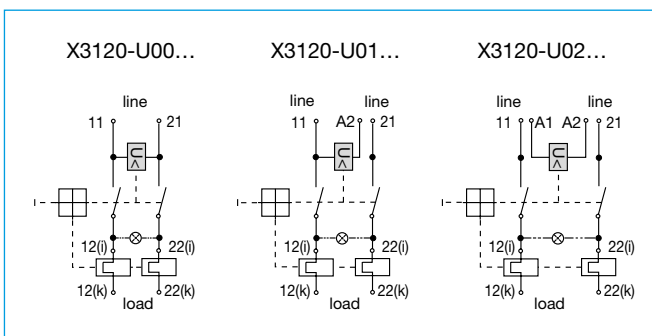 X3120-U00… X3120-U01… X3120-U02…
line line line line line
11 21 11 A2 21 11 A1 A2 21
U< U< U<
12(i) 22(i) 12(i) 22(i) 12(i) 22(i)
12(k) 22(k) 12(k) 22(k) 12(k) 22(k)
load load load